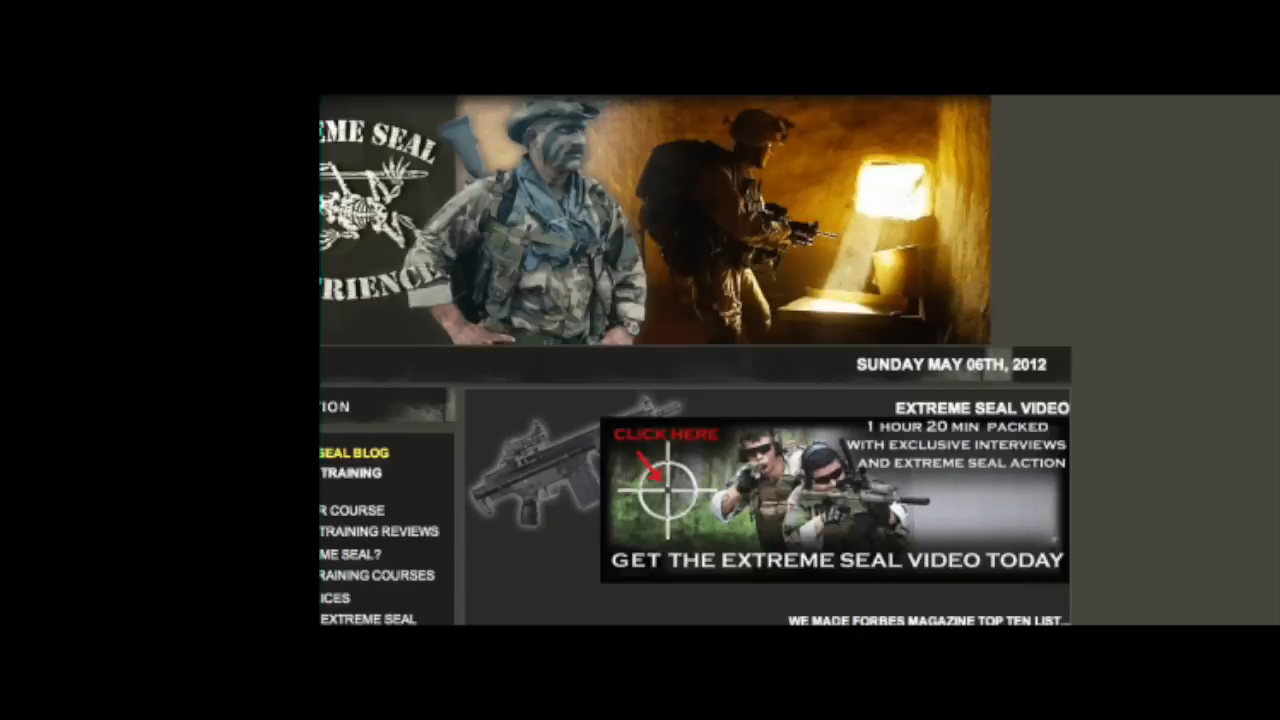 EME SEAL
RIENCE
SUNDAY MAY 06TH, 2012
ION
SEAL BLOG
TRAINING
R COURSE
TRAINING REVIEWS
ME SEAL?
RAINING COURSES
ICES
EXTREME SEAL
EXTREME SEAL VIDEO
1 HOUR 20 MIN PACKED
WITH EXCLUSIVE INTERVIEWS
AND EXTREME SEAL ACTION
CLICK HERE
GET THE EXTREME SEAL VIDEO TODAY
WE MADE FORBES MAGAZINE TOP TEN LIST...